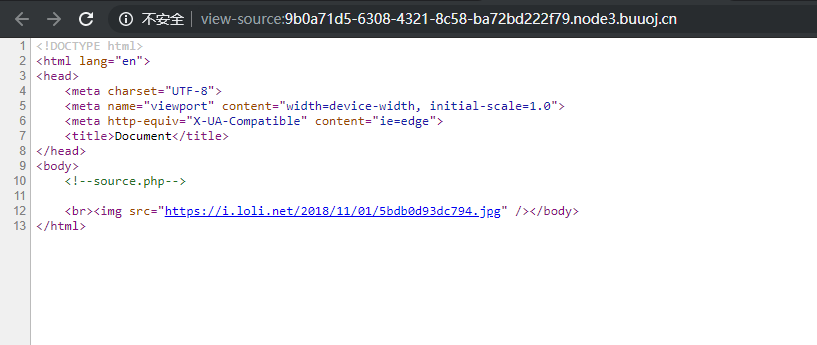 不安全 view-source:9b0a71d5-6308-4321-8c58-ba72bd222f79.node3.buuoj.cn
1 <!DOCTYPE html>
2 <html lang="en">
3 <head>
4 <meta charset="UTF-8">
5 <meta name="viewport" content="width=device-width, initial-scale=1.0">
6 <meta http-equiv="X-UA-Compatible" content="ie=edge">
7 <title>Document</title>
8 </head>
9 <body>
10 <!--source.php-->
11
12 <br><img src="https://i.loli.net/2018/11/01/5bdb0d93dc794.jpg" /></body>
13 </html>